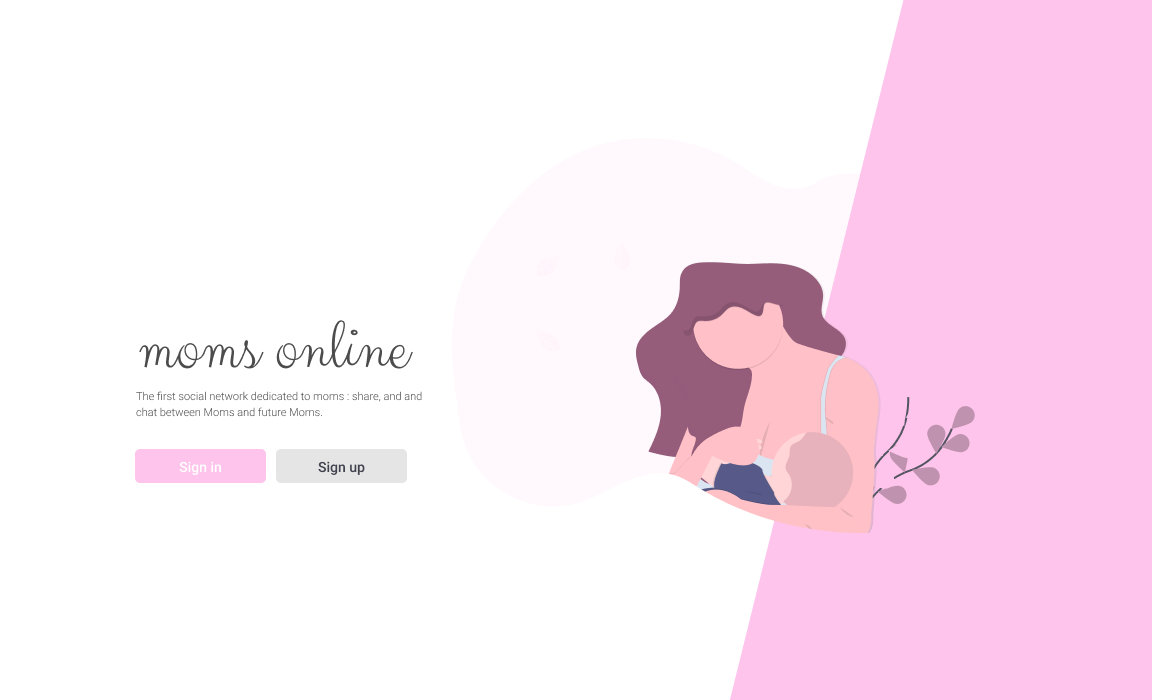 moms online
The first social network dedicated to moms : share, and and
chat between Moms and future Moms.
Sign in
Sign up